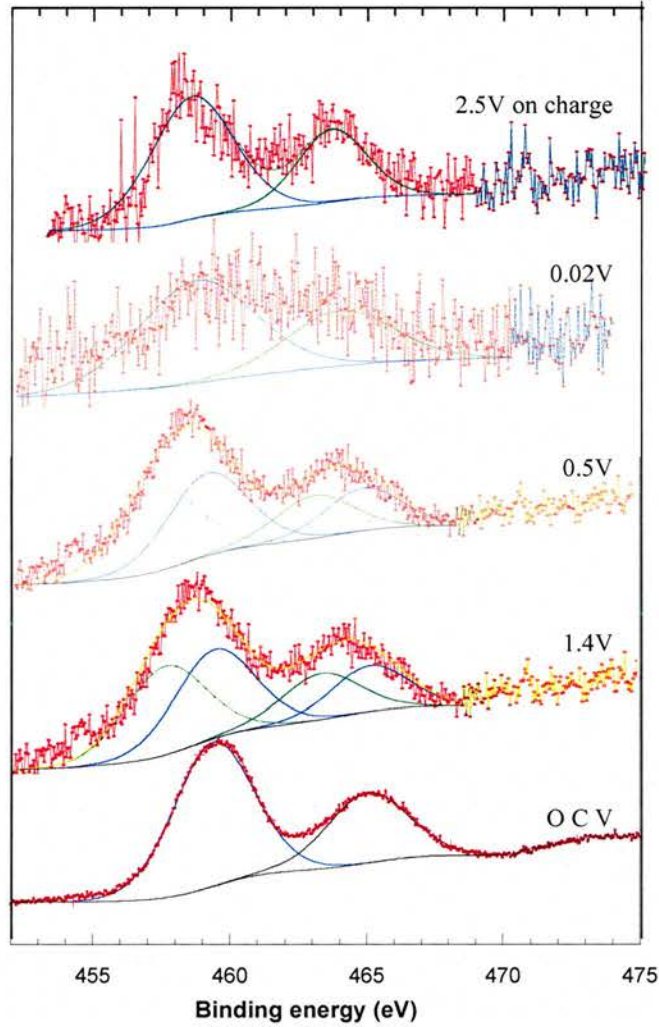 2.5V on charge
0.02V
0.5V
1.4V
O C V
455 460 465 470 475
Binding energy (eV)